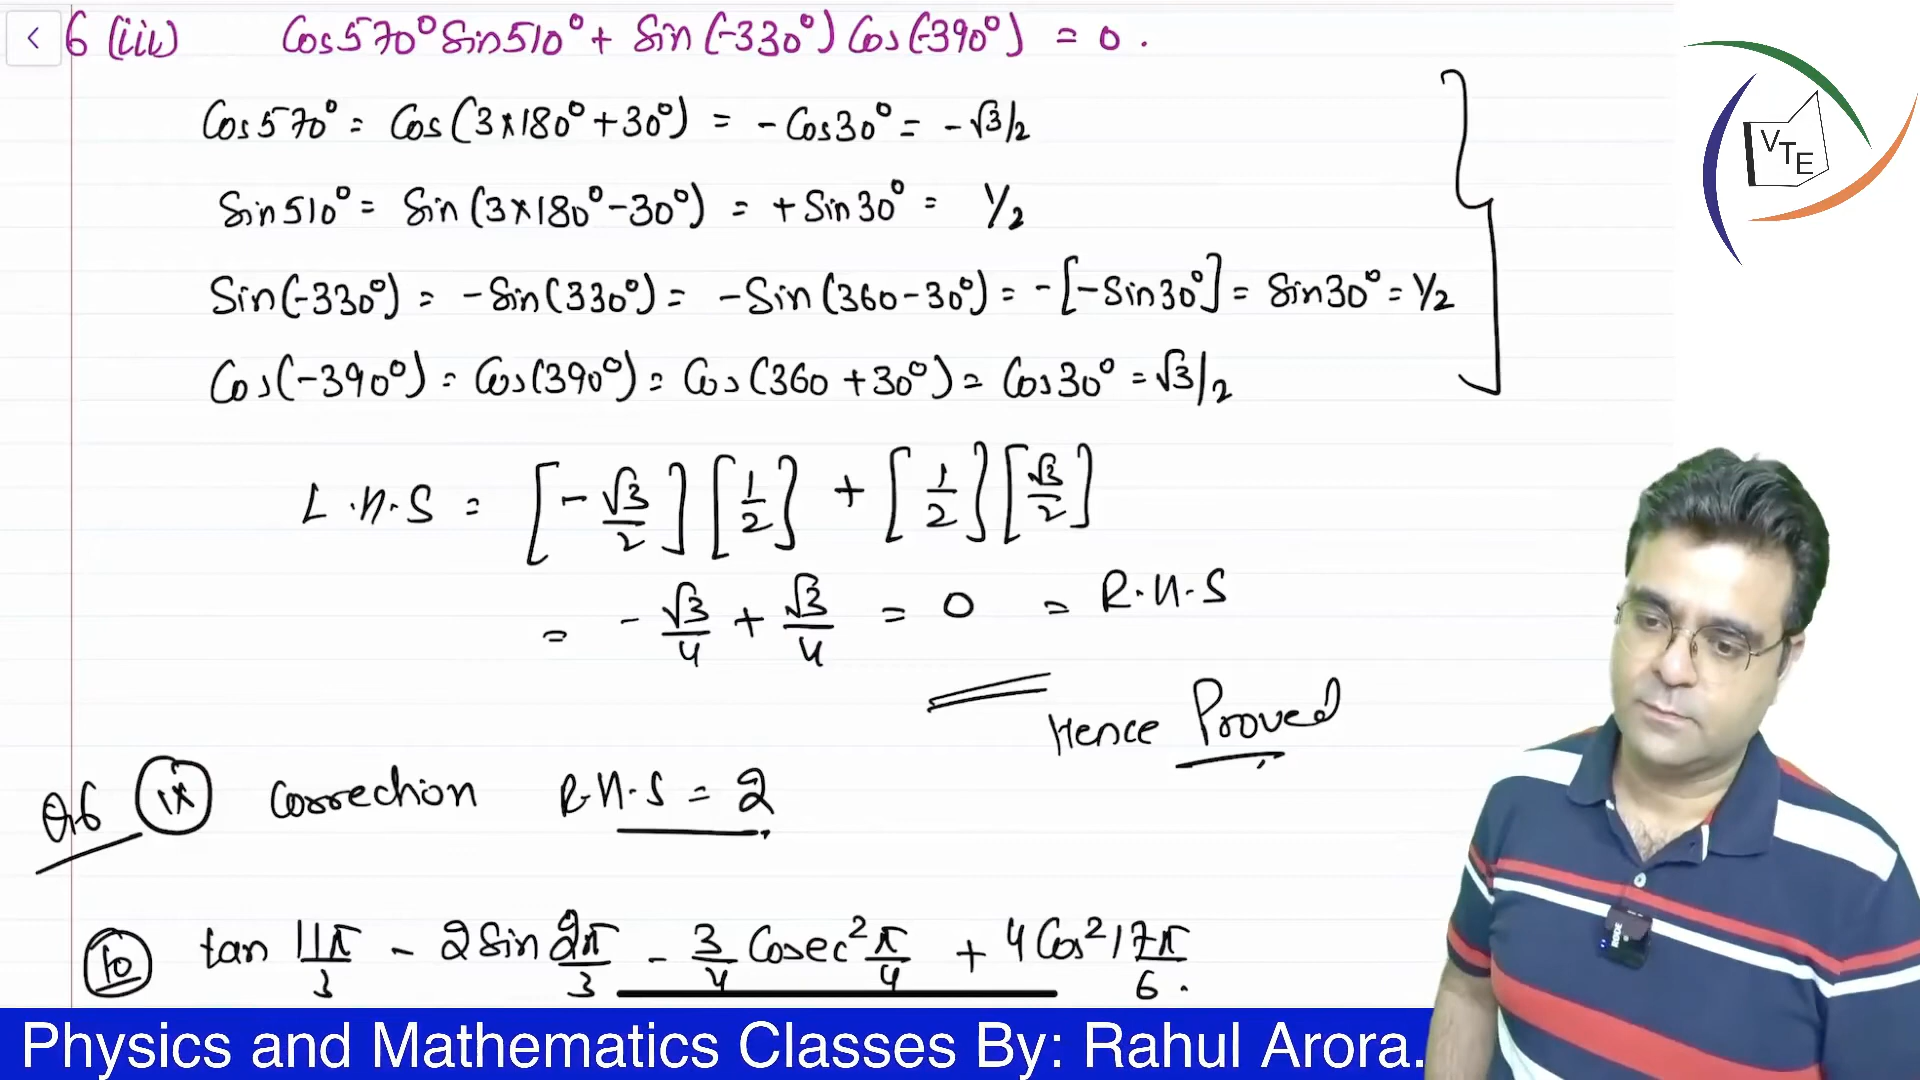 6 (iii) Cos570° Sin510° + Sin(-330°) Cos(-390°) = 0.
Cos570° = Cos(3×180°+30°) = -Cos30° = -√3/2
Sin510° = Sin(3×180°-30°) = +Sin30° = 1/2
Sin(-330°) = -Sin(330°) = -Sin(360-30°) = -[-Sin30°] = Sin30° = 1/2
Cos(-390°) = Cos(390°) = Cos(360+30°) = Cos30° = √3/2
L.H.S = [-√3/2] [1/2] + [1/2] [√3/2]
= -√3/4 + √3/4 = 0 = R.H.S
Hence Proved
Q6 (ix) Correction R.H.S = 2
(10) tan 11π/3 - 2Sin 2π/3 - 3/4 Cosec² π/4 + 4Cos² 17π/6.
VTE
RODE
Physics and Mathematics Classes By: Rahul Arora.